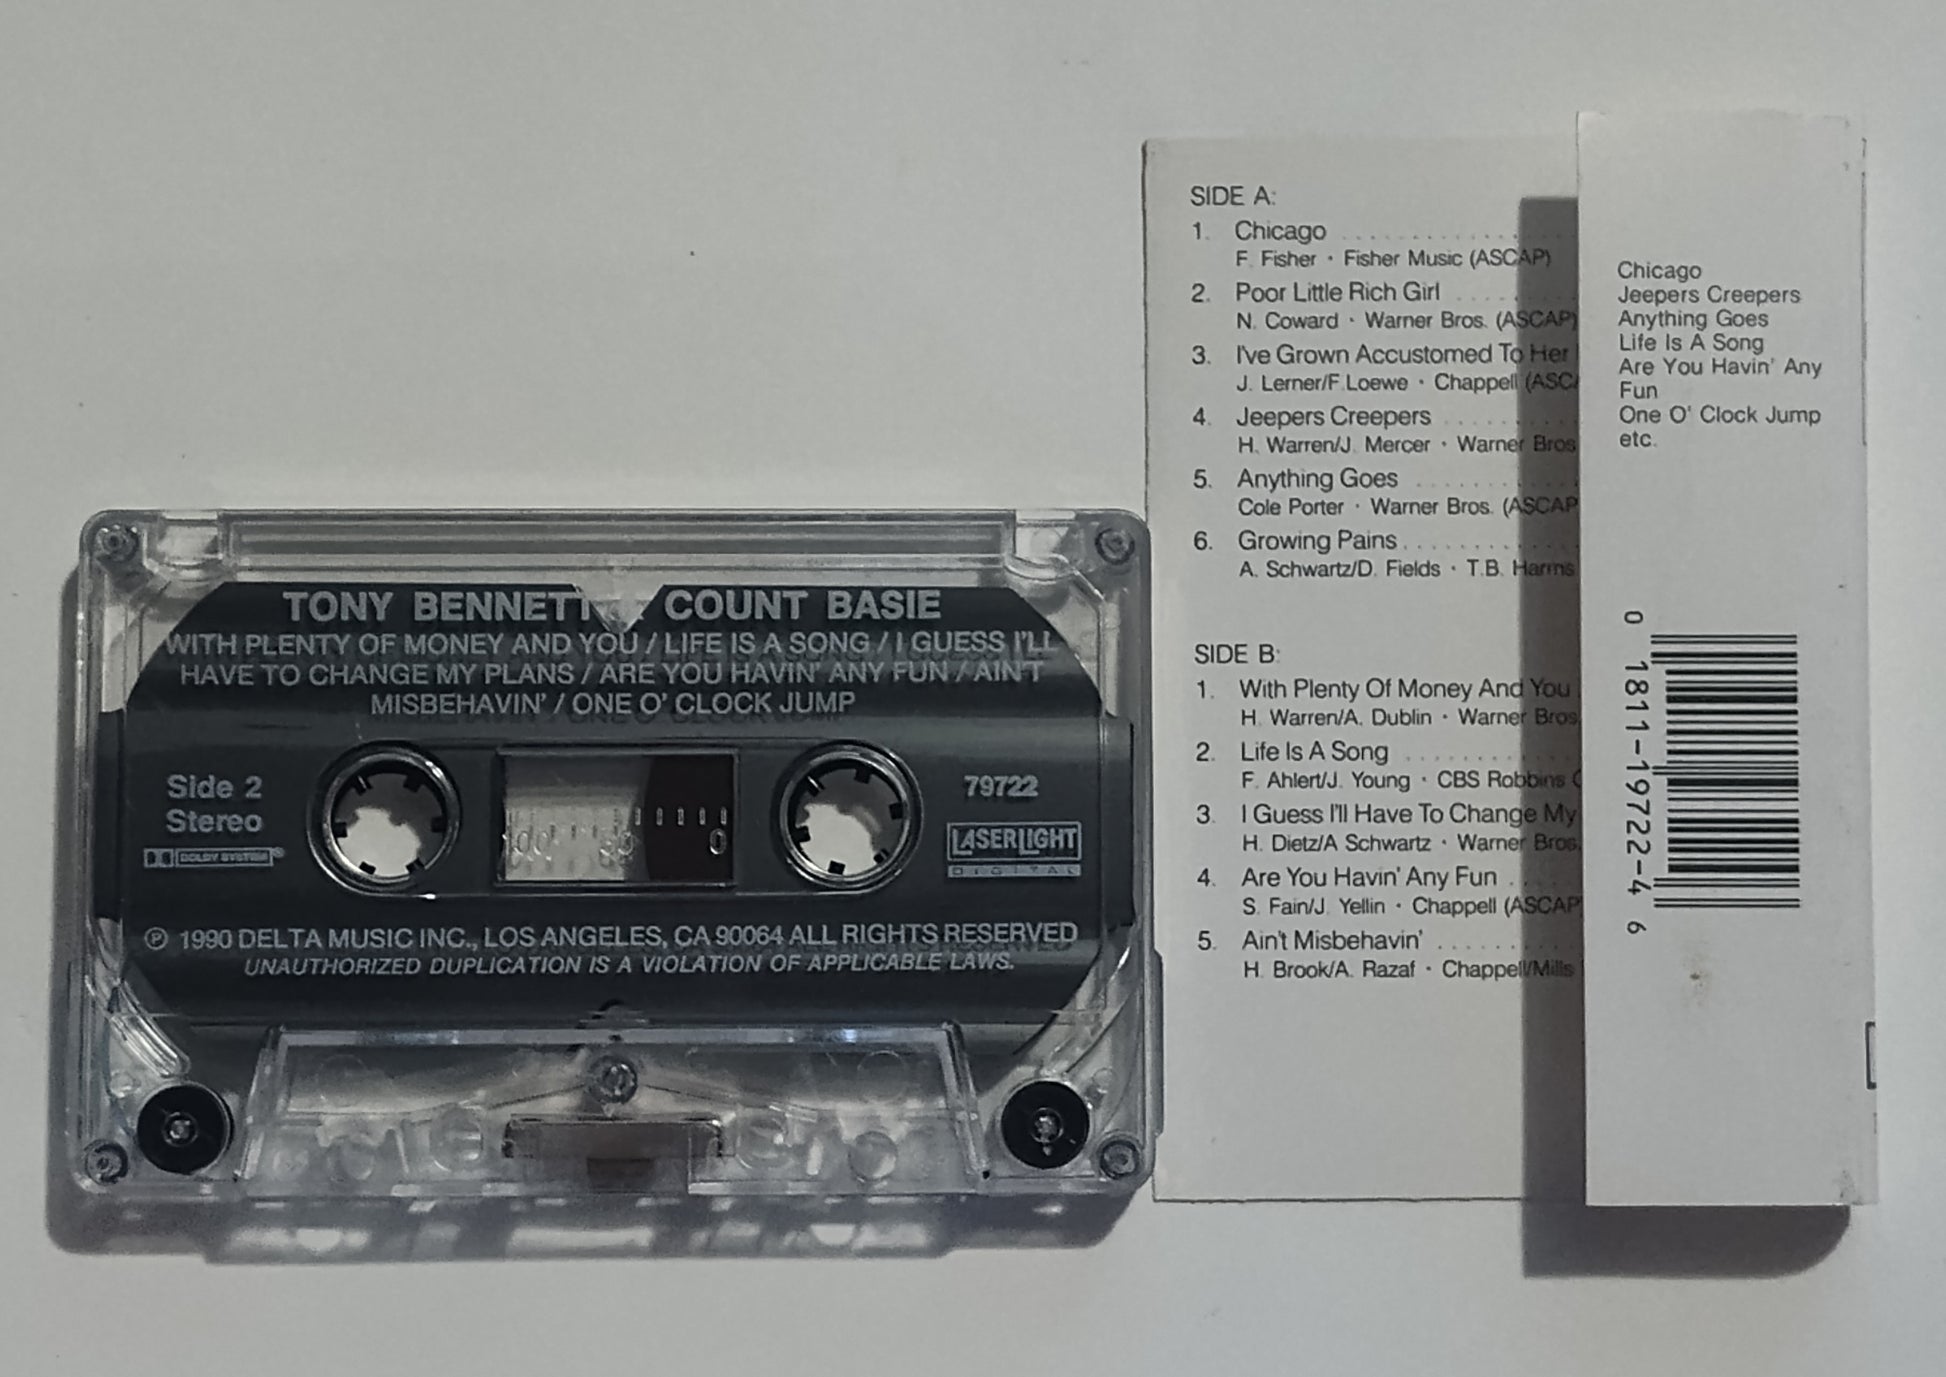 TONY BENNETT COUNT BASIE
WITH PLENTY OF MONEY AND YOU / LIFE IS A SONG / I GUESS I'LL
HAVE TO CHANGE MY PLANS / ARE YOU HAVIN' ANY FUN / AIN'T
MISBEHAVIN' / ONE O' CLOCK JUMP
Side 2
Stereo
DOLBY SYSTEM®
100 50 0
79722
LASERLIGHT
DIGITAL
℗ 1990 DELTA MUSIC INC., LOS ANGELES, CA 90064 ALL RIGHTS RESERVED
UNAUTHORIZED DUPLICATION IS A VIOLATION OF APPLICABLE LAWS.
SIDE A:
1. Chicago
F. Fisher • Fisher Music (ASCAP)
2. Poor Little Rich Girl
N. Coward • Warner Bros. (ASCAP)
3. I've Grown Accustomed To Her
J. Lerner/F.Loewe • Chappell (ASCA
4. Jeepers Creepers
H. Warren/J. Mercer • Warner Bros
5. Anything Goes
Cole Porter • Warner Bros. (ASCAP
6. Growing Pains
A. Schwartz/D. Fields • T.B. Harms
SIDE B:
1. With Plenty Of Money And You
H. Warren/A. Dublin • Warner Bros.
2. Life Is A Song
F. Ahlert/J. Young • CBS Robbins
3. I Guess I'll Have To Change My
H. Dietz/A Schwartz • Warner Bros.
4. Are You Havin' Any Fun
S. Fain/J. Yellin • Chappell (ASCAP
5. Ain't Misbehavin'
H. Brook/A. Razaf • Chappell/Mills
Chicago
Jeepers Creepers
Anything Goes
Life Is A Song
Are You Havin' Any
Fun
One O' Clock Jump
etc.
0 1811-19722-4 6